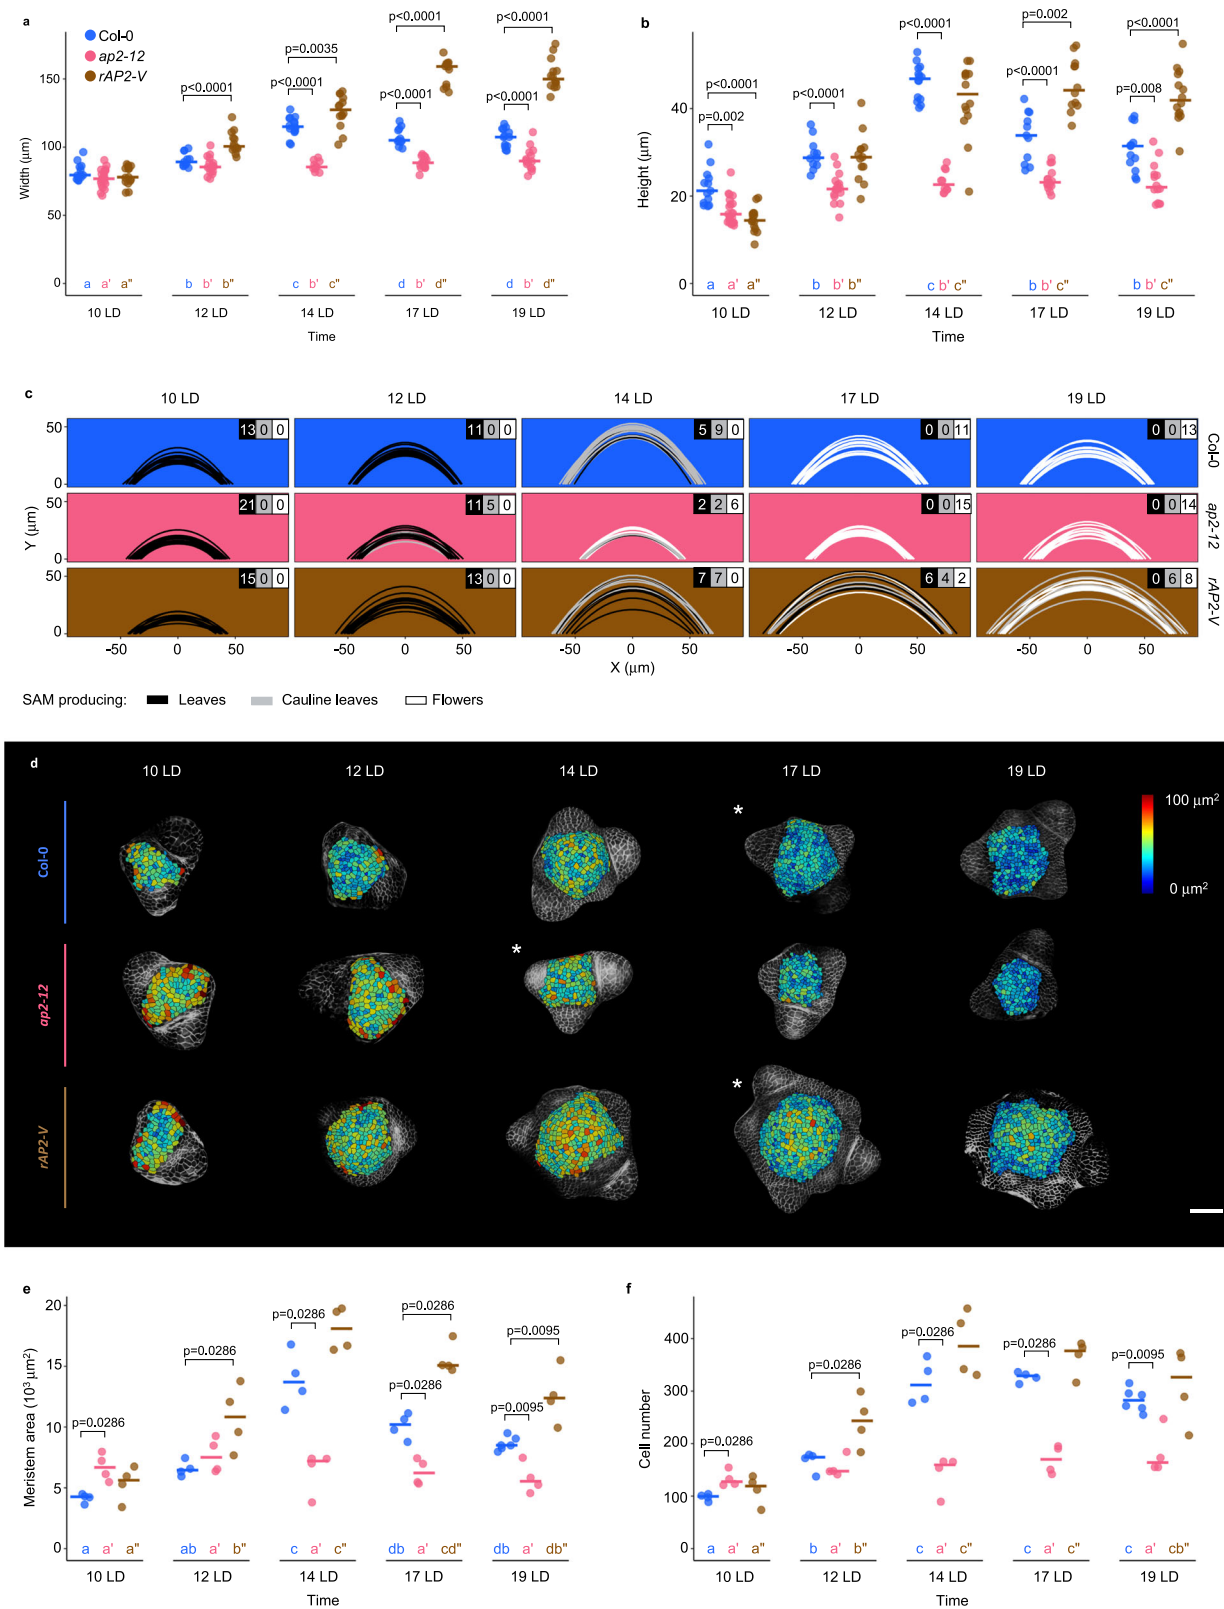 a
Col-0
ap2-12
rAP2-V
Width (μm)
150
100
50
0
p<0.0001
p=0.0035
p<0.0001
p<0.0001
p<0.0001
p<0.0001
p<0.0001
a a' a"
b b' b"
c b' c"
d b' d"
d b' d"
10 LD 12 LD 14 LD 17 LD 19 LD
Time
b
Height (μm)
40
20
0
p<0.0001
p=0.002
p<0.0001
p<0.0001
p=0.002
p<0.0001
p<0.0001
p=0.008
a a' a"
b b' b"
c b' c"
b b' c"
b b' c"
10 LD 12 LD 14 LD 17 LD 19 LD
Time
c
10 LD 12 LD 14 LD 17 LD 19 LD
50 13 0 0 11 0 0 5 9 0 0 0 11 0 0 13
0
Col-0
50 21 0 0 11 5 0 2 2 6 0 0 15 0 0 14
0
ap2-12
50 15 0 0 13 0 0 7 7 0 6 4 2 0 6 8
0
rAP2-V
Y (μm)
-50 0 50 -50 0 50 -50 0 50 -50 0 50 -50 0 50
X (μm)
SAM producing: Leaves Cauline leaves Flowers
d
10 LD 12 LD 14 LD 17 LD 19 LD
100 μm²
0 μm²
Col-0
*
ap2-12
*
rAP2-V
*
e
Meristem area (10³ μm²)
20
15
10
5
0
p=0.0286
p=0.0286
p=0.0286
p=0.0286
p=0.0286
p=0.0095
p=0.0095
a a' a"
ab a' b"
c a' c"
db a' cd"
db a' db"
10 LD 12 LD 14 LD 17 LD 19 LD
Time
f
Cell number
400
300
200
100
0
p=0.0286
p=0.0286
p=0.0286
p=0.0286
p=0.0095
a a' a"
b a' b"
c a' c"
c a' c"
c a' cb"
10 LD 12 LD 14 LD 17 LD 19 LD
Time